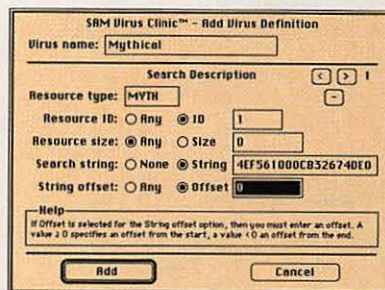 SAM Virus Clinic™ – Add Virus Definition
Virus name: Mythical
Search Description < > 1
Resource type: MYTH –
Resource ID: Any ID 1
Resource size: Any Size 0
Search string: None String 4EF561000CB32674DE0
String offset: Any Offset 0
Help
If Offset is selected for the String offset option, then you must enter an offset. A
value ≥ 0 specifies an offset from the start, a value < 0 an offset from the end.
Add Cancel